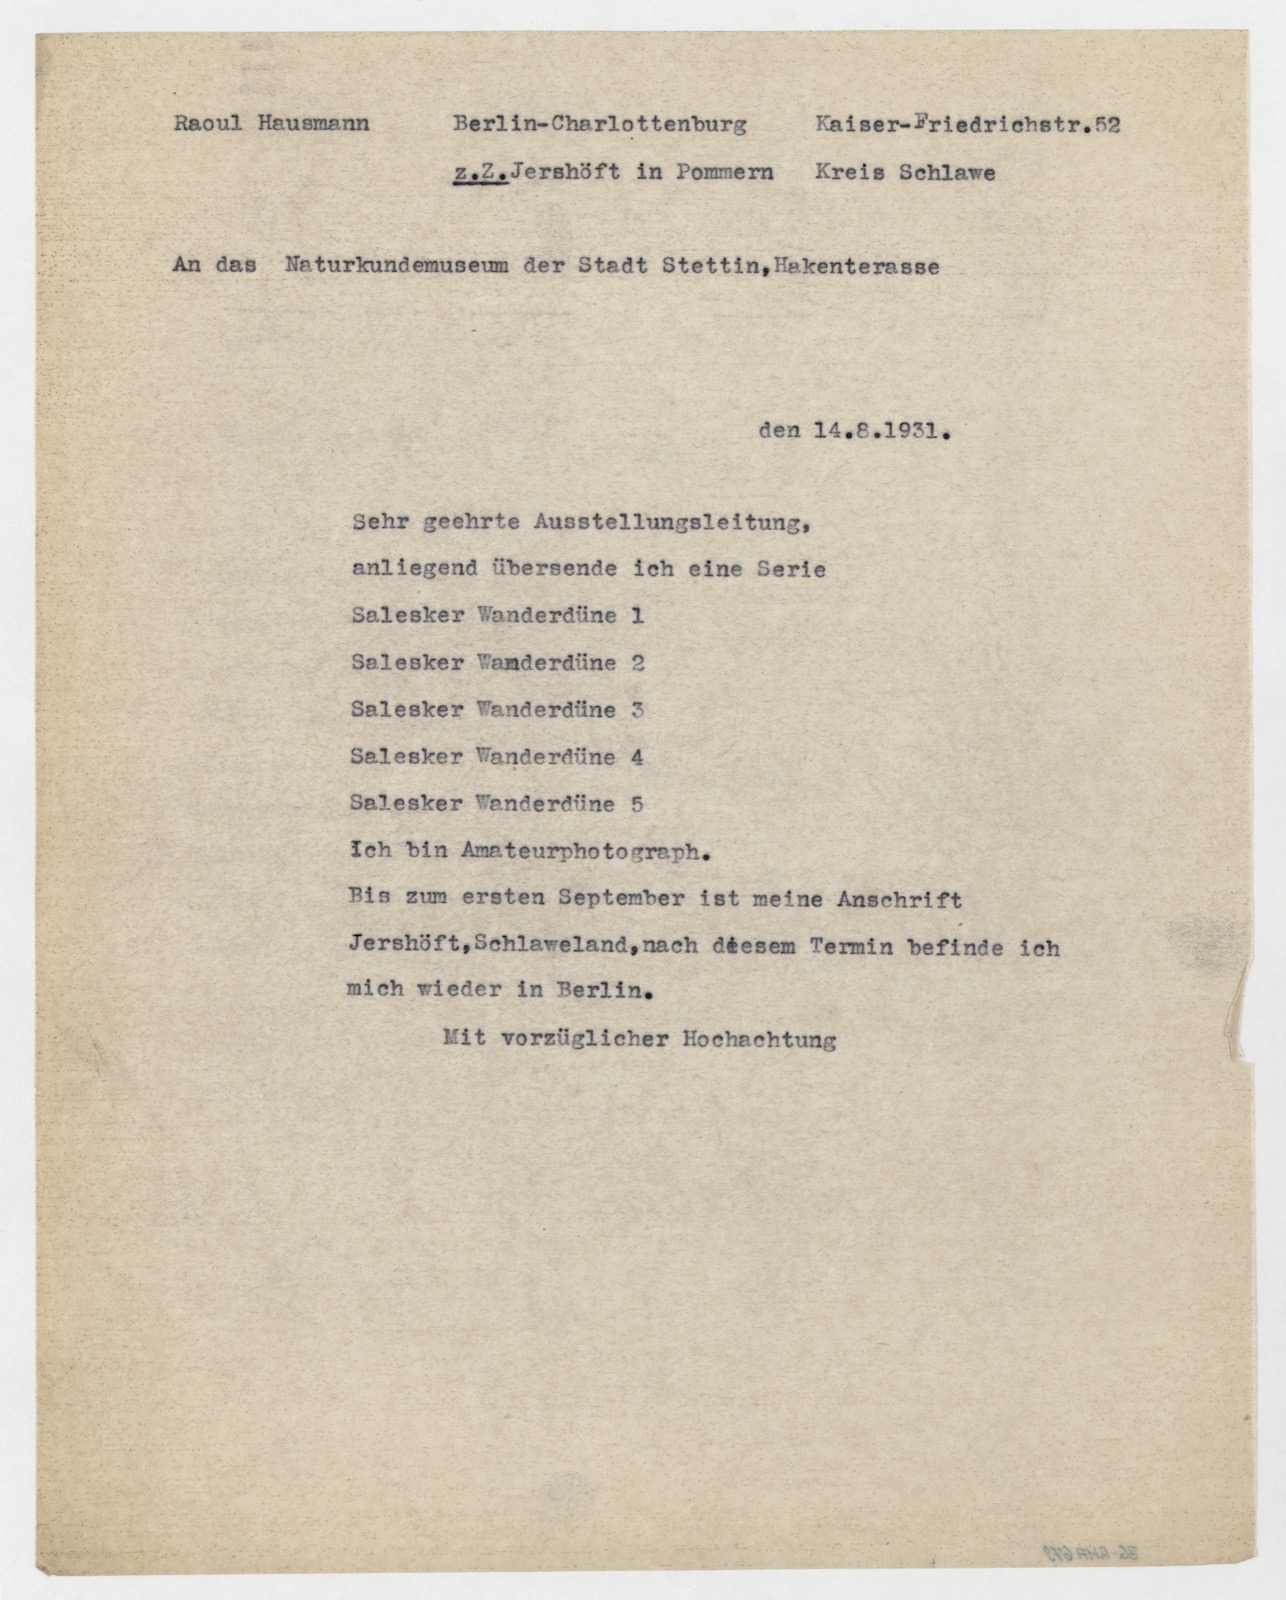 Raoul Hausmann Berlin-Charlottenburg Kaiser-Friedrichstr.52
z.Z.Jershöft in Pommern Kreis Schlawe
An das Naturkundemuseum der Stadt Stettin,Hakenterasse
den 14.8.1931.
Sehr geehrte Ausstellungsleitung,
anliegend übersende ich eine Serie
Salesker Wanderdüne 1
Salesker Wanderdüne 2
Salesker Wanderdüne 3
Salesker Wanderdüne 4
Salesker Wanderdüne 5
Ich bin Amateurphotograph.
Bis zum ersten September ist meine Anschrift
Jershöft,Schlaweland,nach diesem Termin befinde ich
mich wieder in Berlin.
Mit vorzüglicher Hochachtung